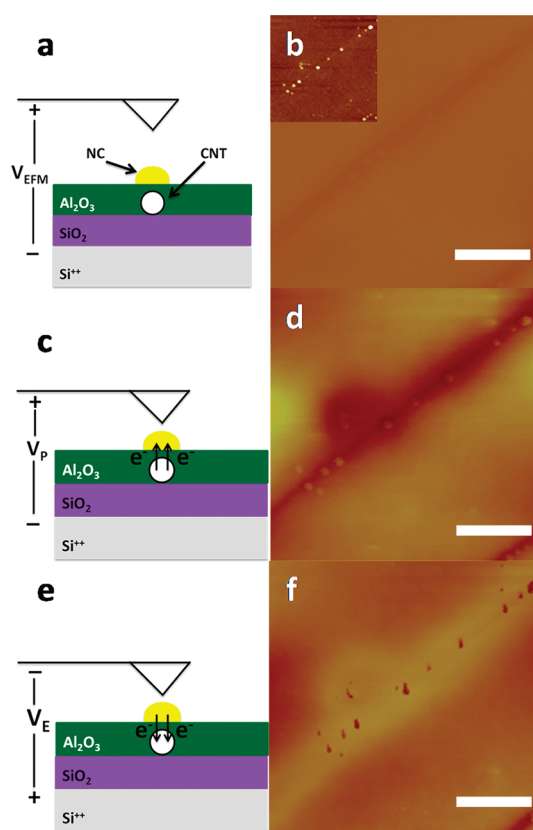 a
+
NC
CNT
V_EFM
Al₂O₃
SiO₂
−
Si⁺⁺
b
c
+
V_P
e⁻ e⁻
Al₂O₃
SiO₂
−
Si⁺⁺
d
e
−
V_E
e⁻ e⁻
Al₂O₃
SiO₂
+
Si⁺⁺
f